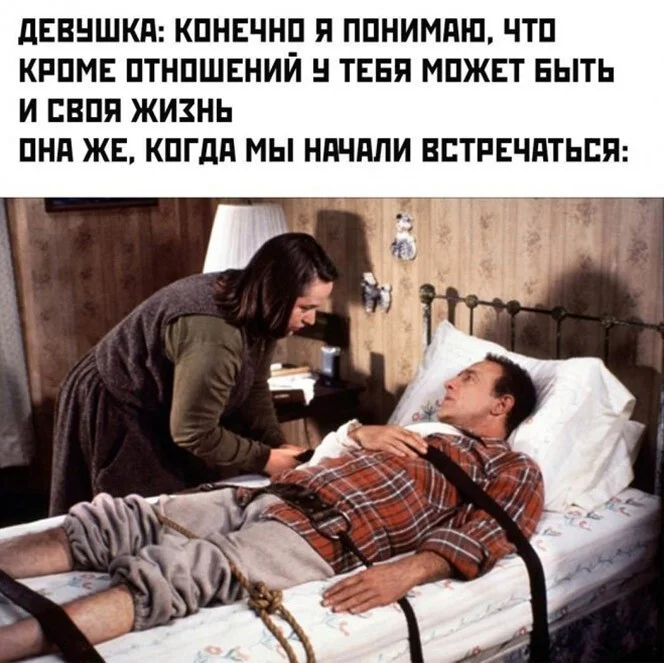 ДЕВУШКА: КОНЕЧНО Я ПОНИМАЮ, ЧТО
КРОМЕ ОТНОШЕНИЙ У ТЕБЯ МОЖЕТ БЫТЬ
И СВОЯ ЖИЗНЬ
ОНА ЖЕ, КОГДА МЫ НАЧАЛИ ВСТРЕЧАТЬСЯ: